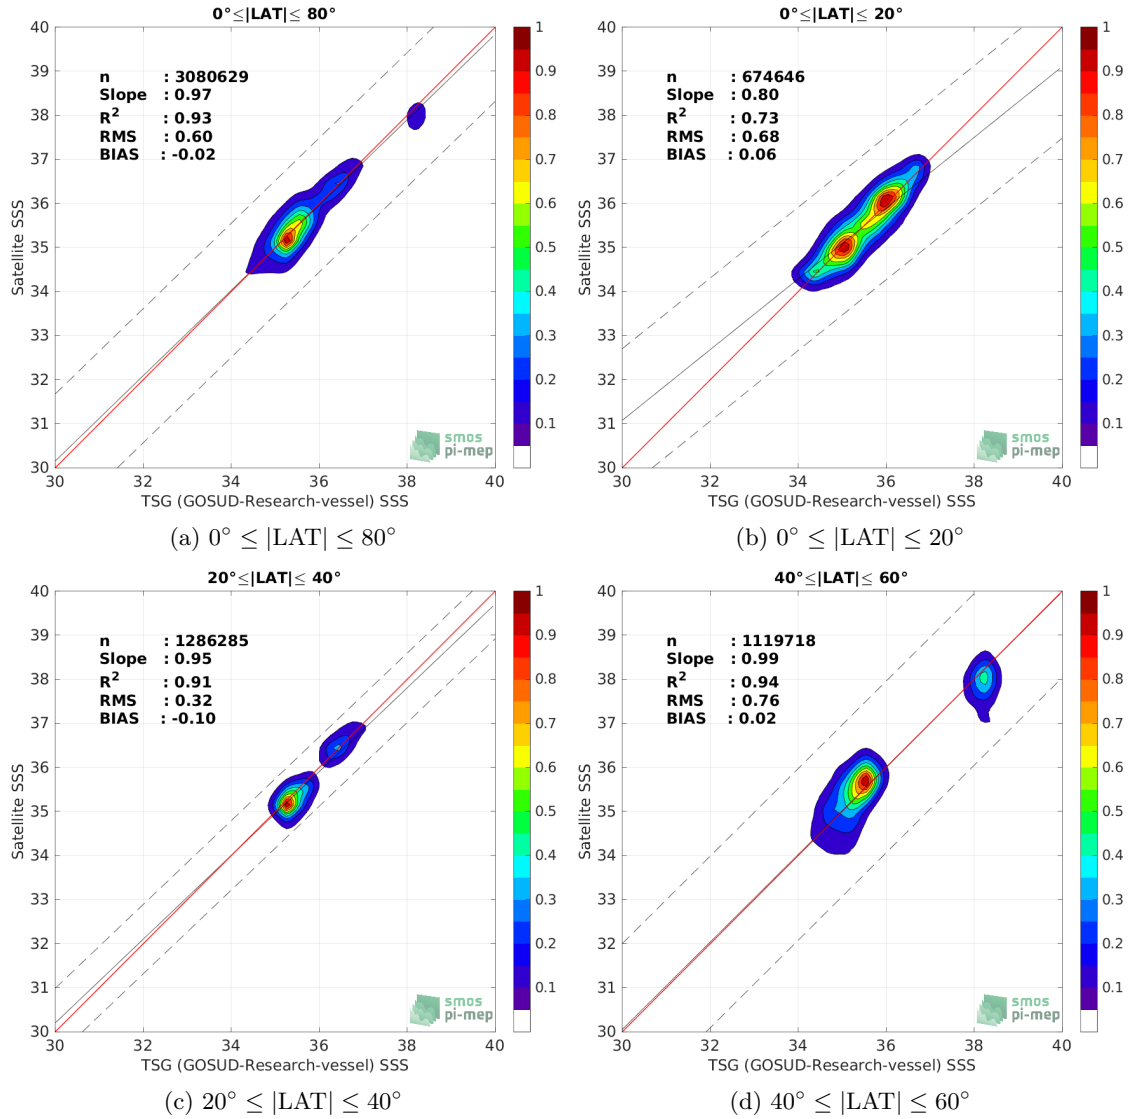 0°≤|LAT|≤ 80°
40
39
38
37
36
35
34
33
32
31
30
Satellite SSS
n : 3080629
Slope : 0.97
R² : 0.93
RMS : 0.60
BIAS : -0.02
smos
pi-mep
30 32 34 36 38 40
TSG (GOSUD-Research-vessel) SSS
1
0.9
0.8
0.7
0.6
0.5
0.4
0.3
0.2
0.1
(a) 0° ≤ |LAT| ≤ 80°
0°≤|LAT|≤ 20°
40
39
38
37
36
35
34
33
32
31
30
Satellite SSS
n : 674646
Slope : 0.80
R² : 0.73
RMS : 0.68
BIAS : 0.06
smos
pi-mep
30 32 34 36 38 40
TSG (GOSUD-Research-vessel) SSS
1
0.9
0.8
0.7
0.6
0.5
0.4
0.3
0.2
0.1
(b) 0° ≤ |LAT| ≤ 20°
20°≤|LAT|≤ 40°
40
39
38
37
36
35
34
33
32
31
30
Satellite SSS
n : 1286285
Slope : 0.95
R² : 0.91
RMS : 0.32
BIAS : -0.10
smos
pi-mep
30 32 34 36 38 40
TSG (GOSUD-Research-vessel) SSS
1
0.9
0.8
0.7
0.6
0.5
0.4
0.3
0.2
0.1
(c) 20° ≤ |LAT| ≤ 40°
40°≤|LAT|≤ 60°
40
39
38
37
36
35
34
33
32
31
30
Satellite SSS
n : 1119718
Slope : 0.99
R² : 0.94
RMS : 0.76
BIAS : 0.02
smos
pi-mep
30 32 34 36 38 40
TSG (GOSUD-Research-vessel) SSS
1
0.9
0.8
0.7
0.6
0.5
0.4
0.3
0.2
0.1
(d) 40° ≤ |LAT| ≤ 60°